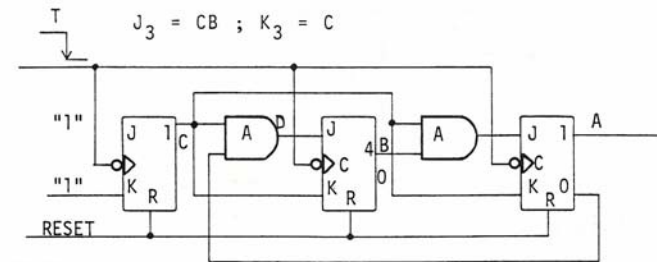 T
J3 = CB ; K3 = C
"1"
J 1
C
A
D
J
4 B
A
J 1
A
C
0
C
"1"
K
R
K
R
K 0
R
RESET